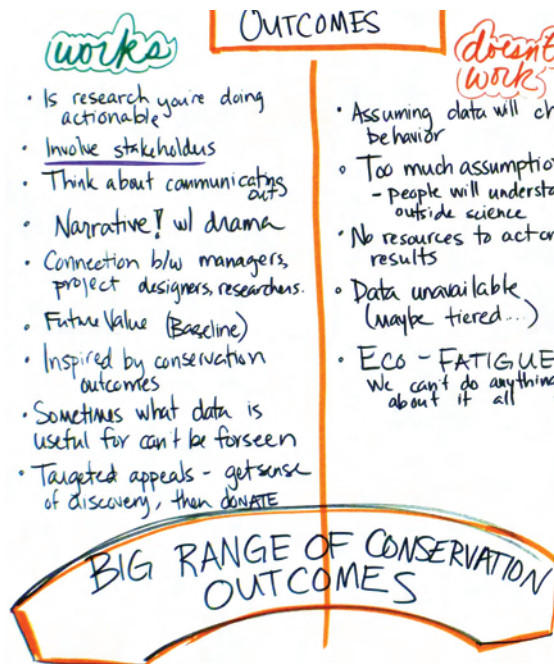 OUTCOMES
works
• Is research you're doing
actionable
• Involve stakeholders
• Think about communicating
out
• Narrative! w/ drama
• Connection b/w managers,
project designers, researchers.
• Future Value (Baseline)
• Inspired by conservation
outcomes
• Sometimes what data is
useful for can't be forseen
• Targeted appeals - get sense
of discovery, then DONATE
doesn't
work
• Assuming data will ch
behavior
• Too much assumption
- people will understa
outside science
• No resources to act on
results
• Data unavailable
(maybe tiered...)
• ECO - FATIGUE
We can't do anything
about it all
BIG RANGE OF CONSERVATION
OUTCOMES